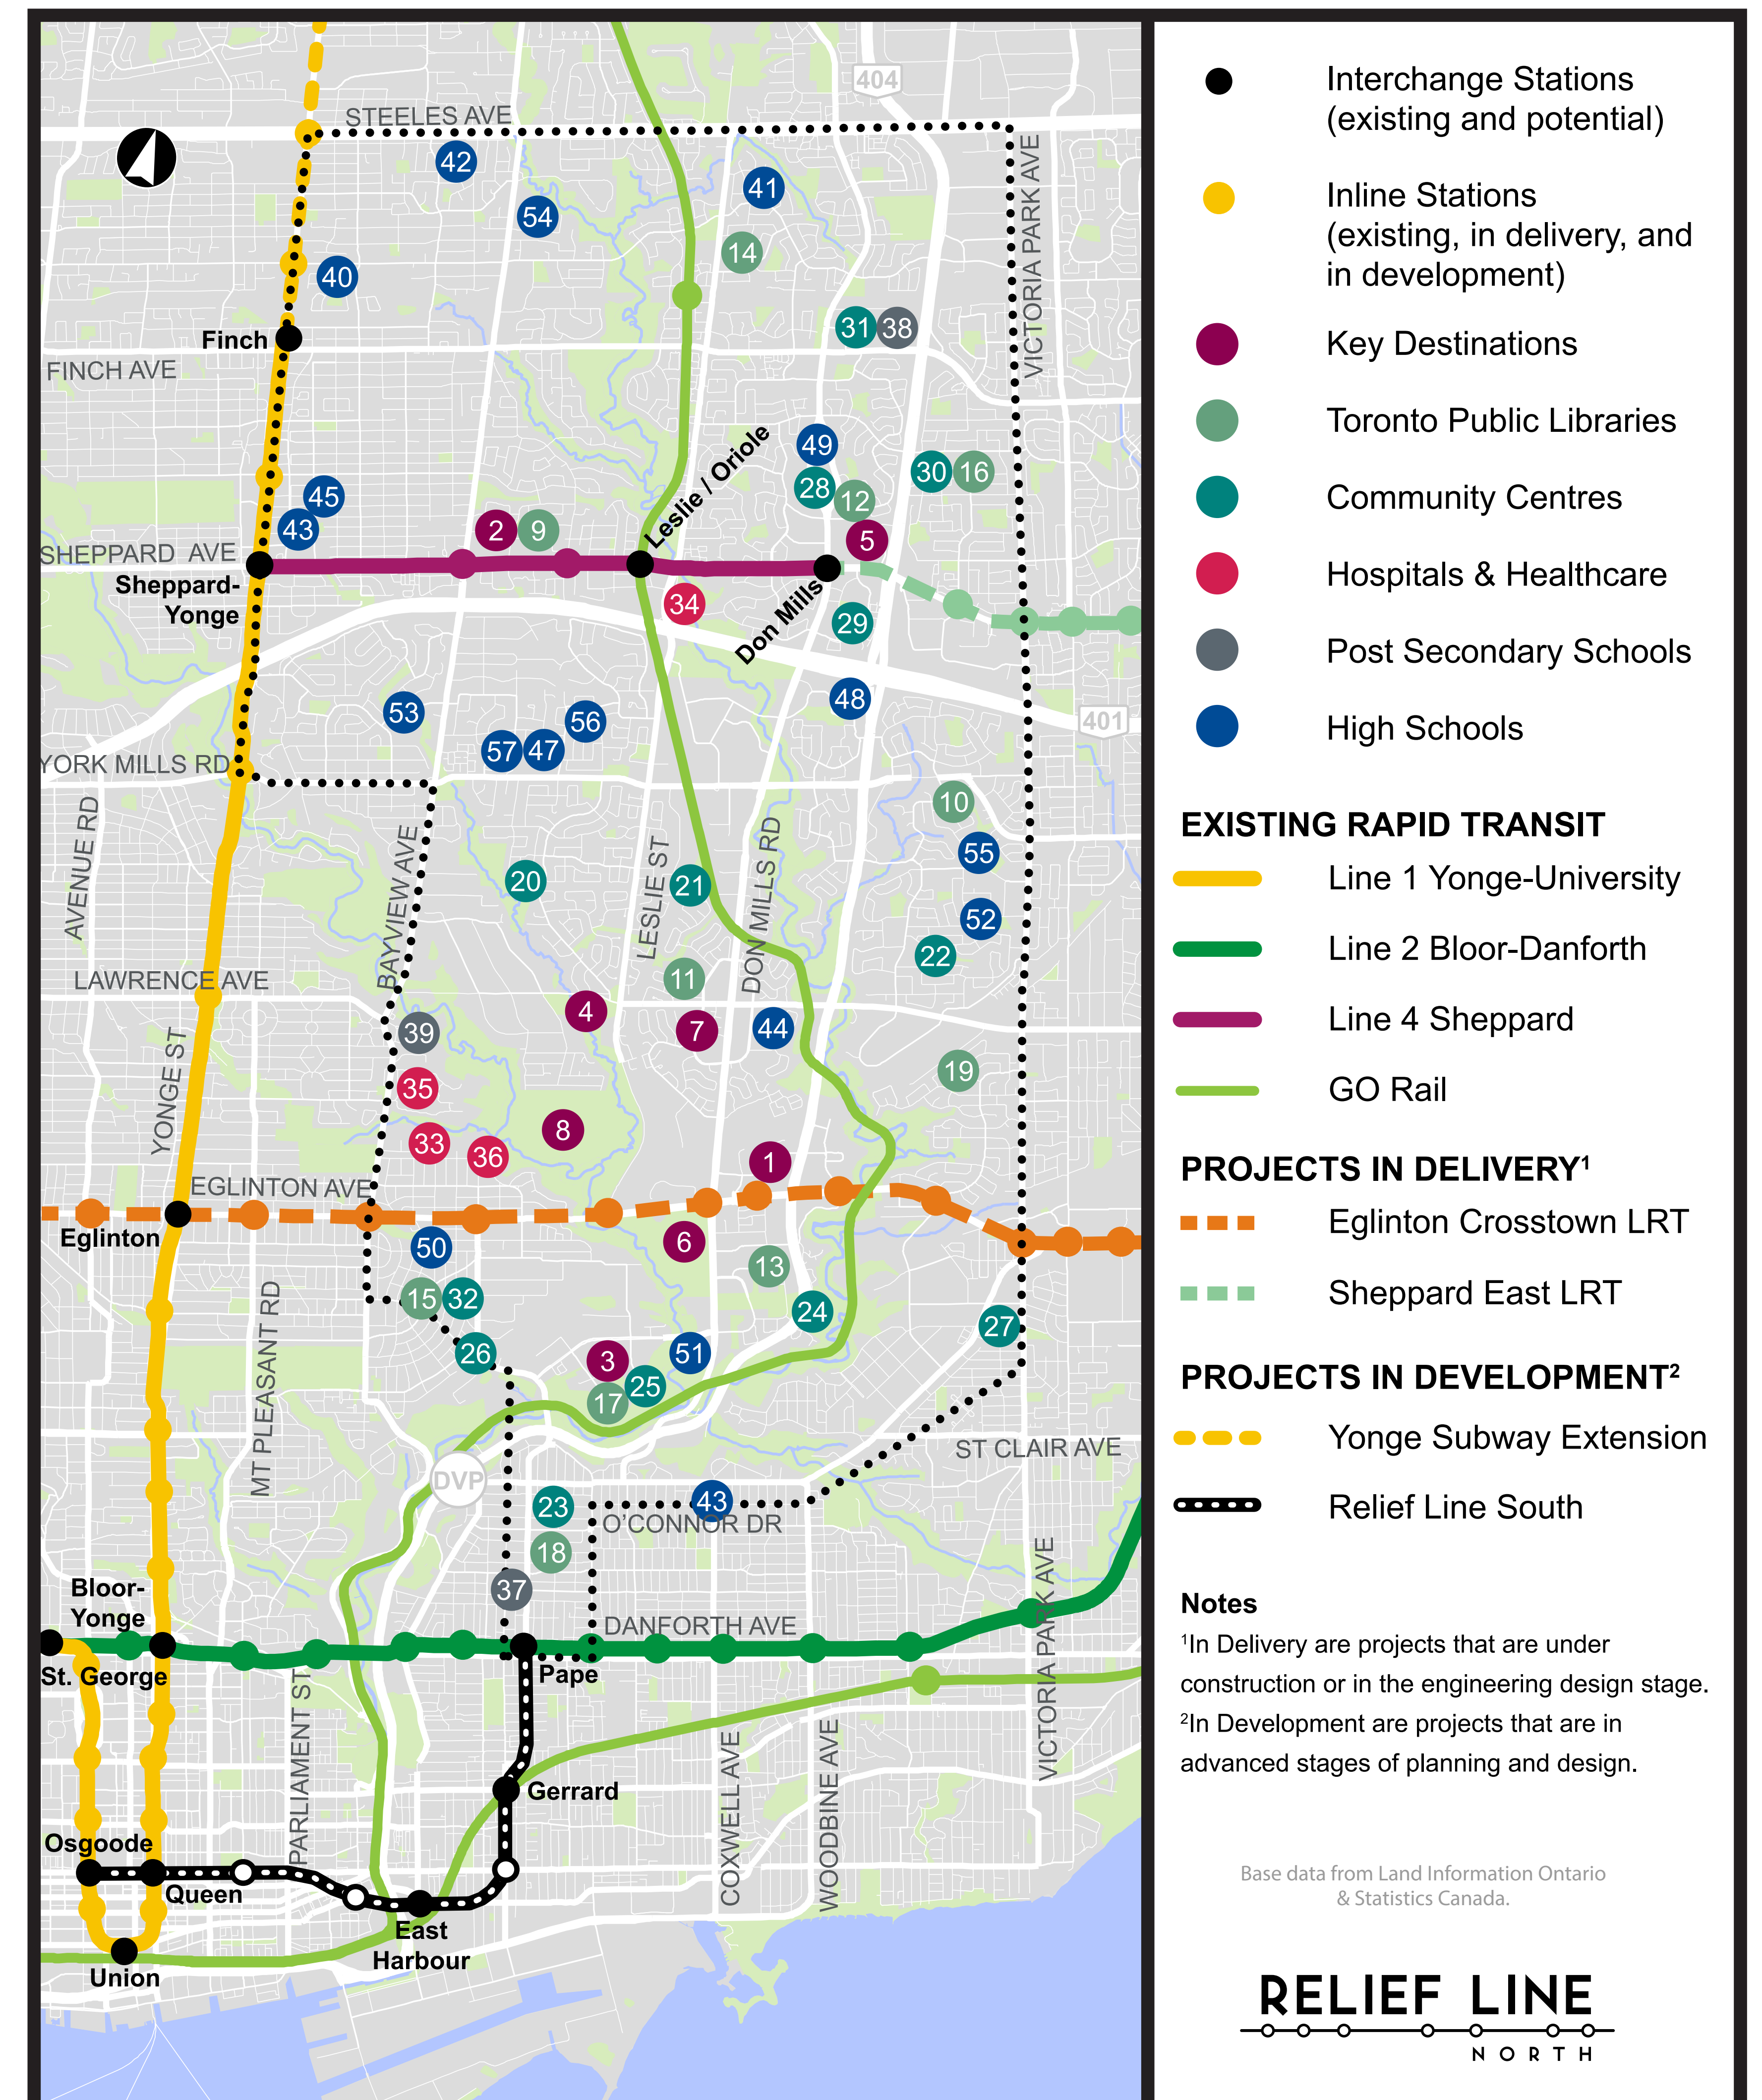 404
STEELES AVE
42
41
54
14
VICTORIA PARK AVE
40
31
38
Finch
FINCH AVE
49
Leslie / Oriole
30
16
28
12
45
43
2
9
5
SHEPPARD AVE
Sheppard-
Yonge
34
Don Mills
29
48
53
56
401
57
47
YORK MILLS RD
10
AVENUE RD
55
BAYVIEW AVE
20
21
LESLIE ST
DON MILLS RD
52
22
LAWRENCE AVE
11
4
7
44
39
YONGE ST
19
35
8
33
36
1
EGLINTON AVE
Eglinton
50
6
13
15
32
24
27
MT PLEASANT RD
26
3
51
25
17
ST CLAIR AVE
DVP
43
23
O'CONNOR DR
18
37
Bloor-
Yonge
DANFORTH AVE
St. George
Pape
VICTORIA PARK AVE
PARLIAMENT ST
COXWELL AVE
WOODBINE AVE
Gerrard
Osgoode
Queen
East
Harbour
Union
Interchange Stations
(existing and potential)
Inline Stations
(existing, in delivery, and
in development)
Key Destinations
Toronto Public Libraries
Community Centres
Hospitals & Healthcare
Post Secondary Schools
High Schools
EXISTING RAPID TRANSIT
Line 1 Yonge-University
Line 2 Bloor-Danforth
Line 4 Sheppard
GO Rail
PROJECTS IN DELIVERY¹
Eglinton Crosstown LRT
Sheppard East LRT
PROJECTS IN DEVELOPMENT²
Yonge Subway Extension
Relief Line South
Notes
¹In Delivery are projects that are under
construction or in the engineering design stage.
²In Development are projects that are in
advanced stages of planning and design.
Base data from Land Information Ontario
& Statistics Canada.
RELIEF LINE
NORTH